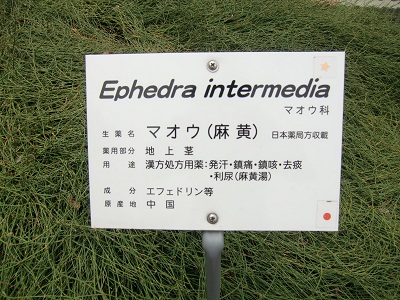 Ephedra intermedia
マオウ科
生薬名 マオウ(麻黄) 日本薬局方収載
薬用部分 地上茎
用途 漢方処方用薬:発汗・鎮痛・鎮咳・去痰
・利尿(麻黄湯)
成分 エフェドリン等
原産地 中国